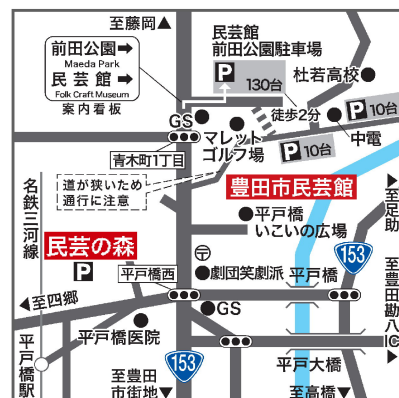 至藤岡▲
前田公園➡
Maeda Park
民芸館➡
Folk Craft Museum
案内看板
民芸館
前田公園駐車場
P
130台
杜若高校
徒歩2分
P 10台
中電
P 10台
GS
マレット
ゴルフ場
青木町1丁目
道が狭いため
通行に注意
名鉄三河線
豊田市民芸館
平戸橋
いこいの広場
▶至足助
民芸の森
P
〒
劇団笑劇派
平戸橋
153
平戸橋西
◀至四郷
GS
至豊田勘八IC▶
平戸橋医院
平戸橋駅
153
平戸大橋
至豊田
市街地▼
至高橋▼